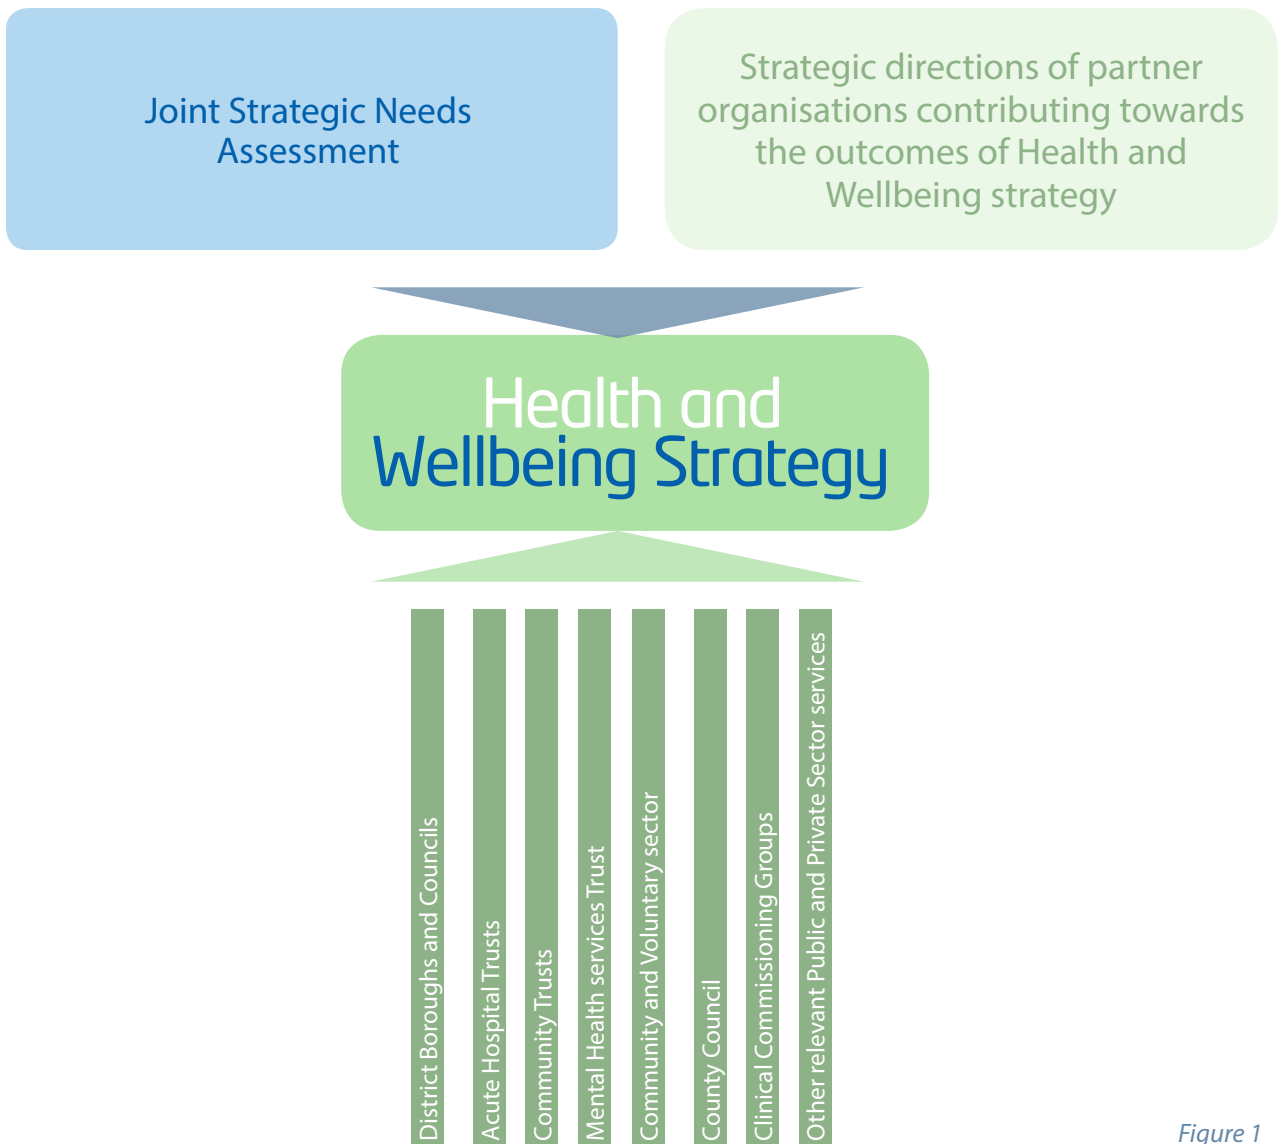 Joint Strategic Needs
Assessment
Strategic directions of partner
organisations contributing towards
the outcomes of Health and
Wellbeing strategy
Health and
Wellbeing Strategy
District Boroughs and Councils
Acute Hospital Trusts
Community Trusts
Mental Health services Trust
Community and Voluntary sector
County Council
Clinical Commissioning Groups
Other relevant Public and Private Sector services
Figure 1